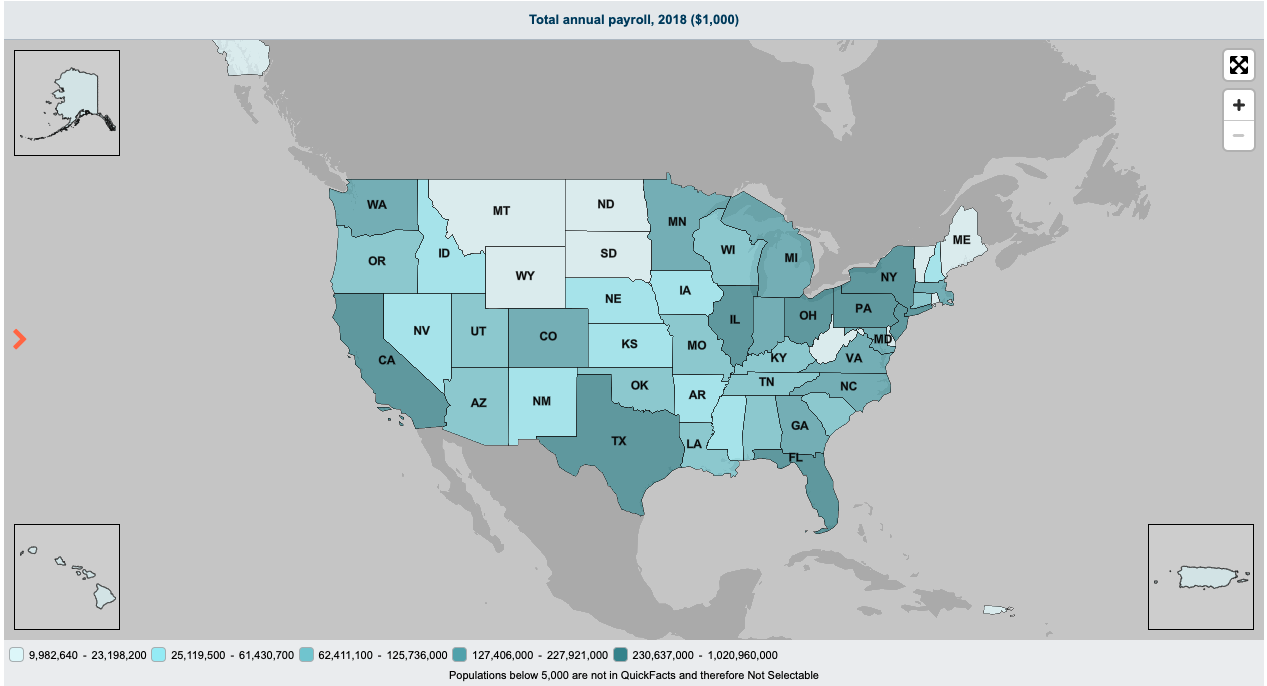 Total annual payroll, 2018 ($1,000)
+
−
WA
MT
ND
MN
ME
OR
ID
WY
SD
WI
MI
NY
NE
IA
PA
NV
UT
CO
KS
IL
OH
MD
CA
MO
KY
VA
AZ
NM
OK
AR
TN
NC
TX
LA
GA
FL
9,982,640 - 23,198,200 25,119,500 - 61,430,700 62,411,100 - 125,736,000 127,406,000 - 227,921,000 230,637,000 - 1,020,960,000
Populations below 5,000 are not in QuickFacts and therefore Not Selectable